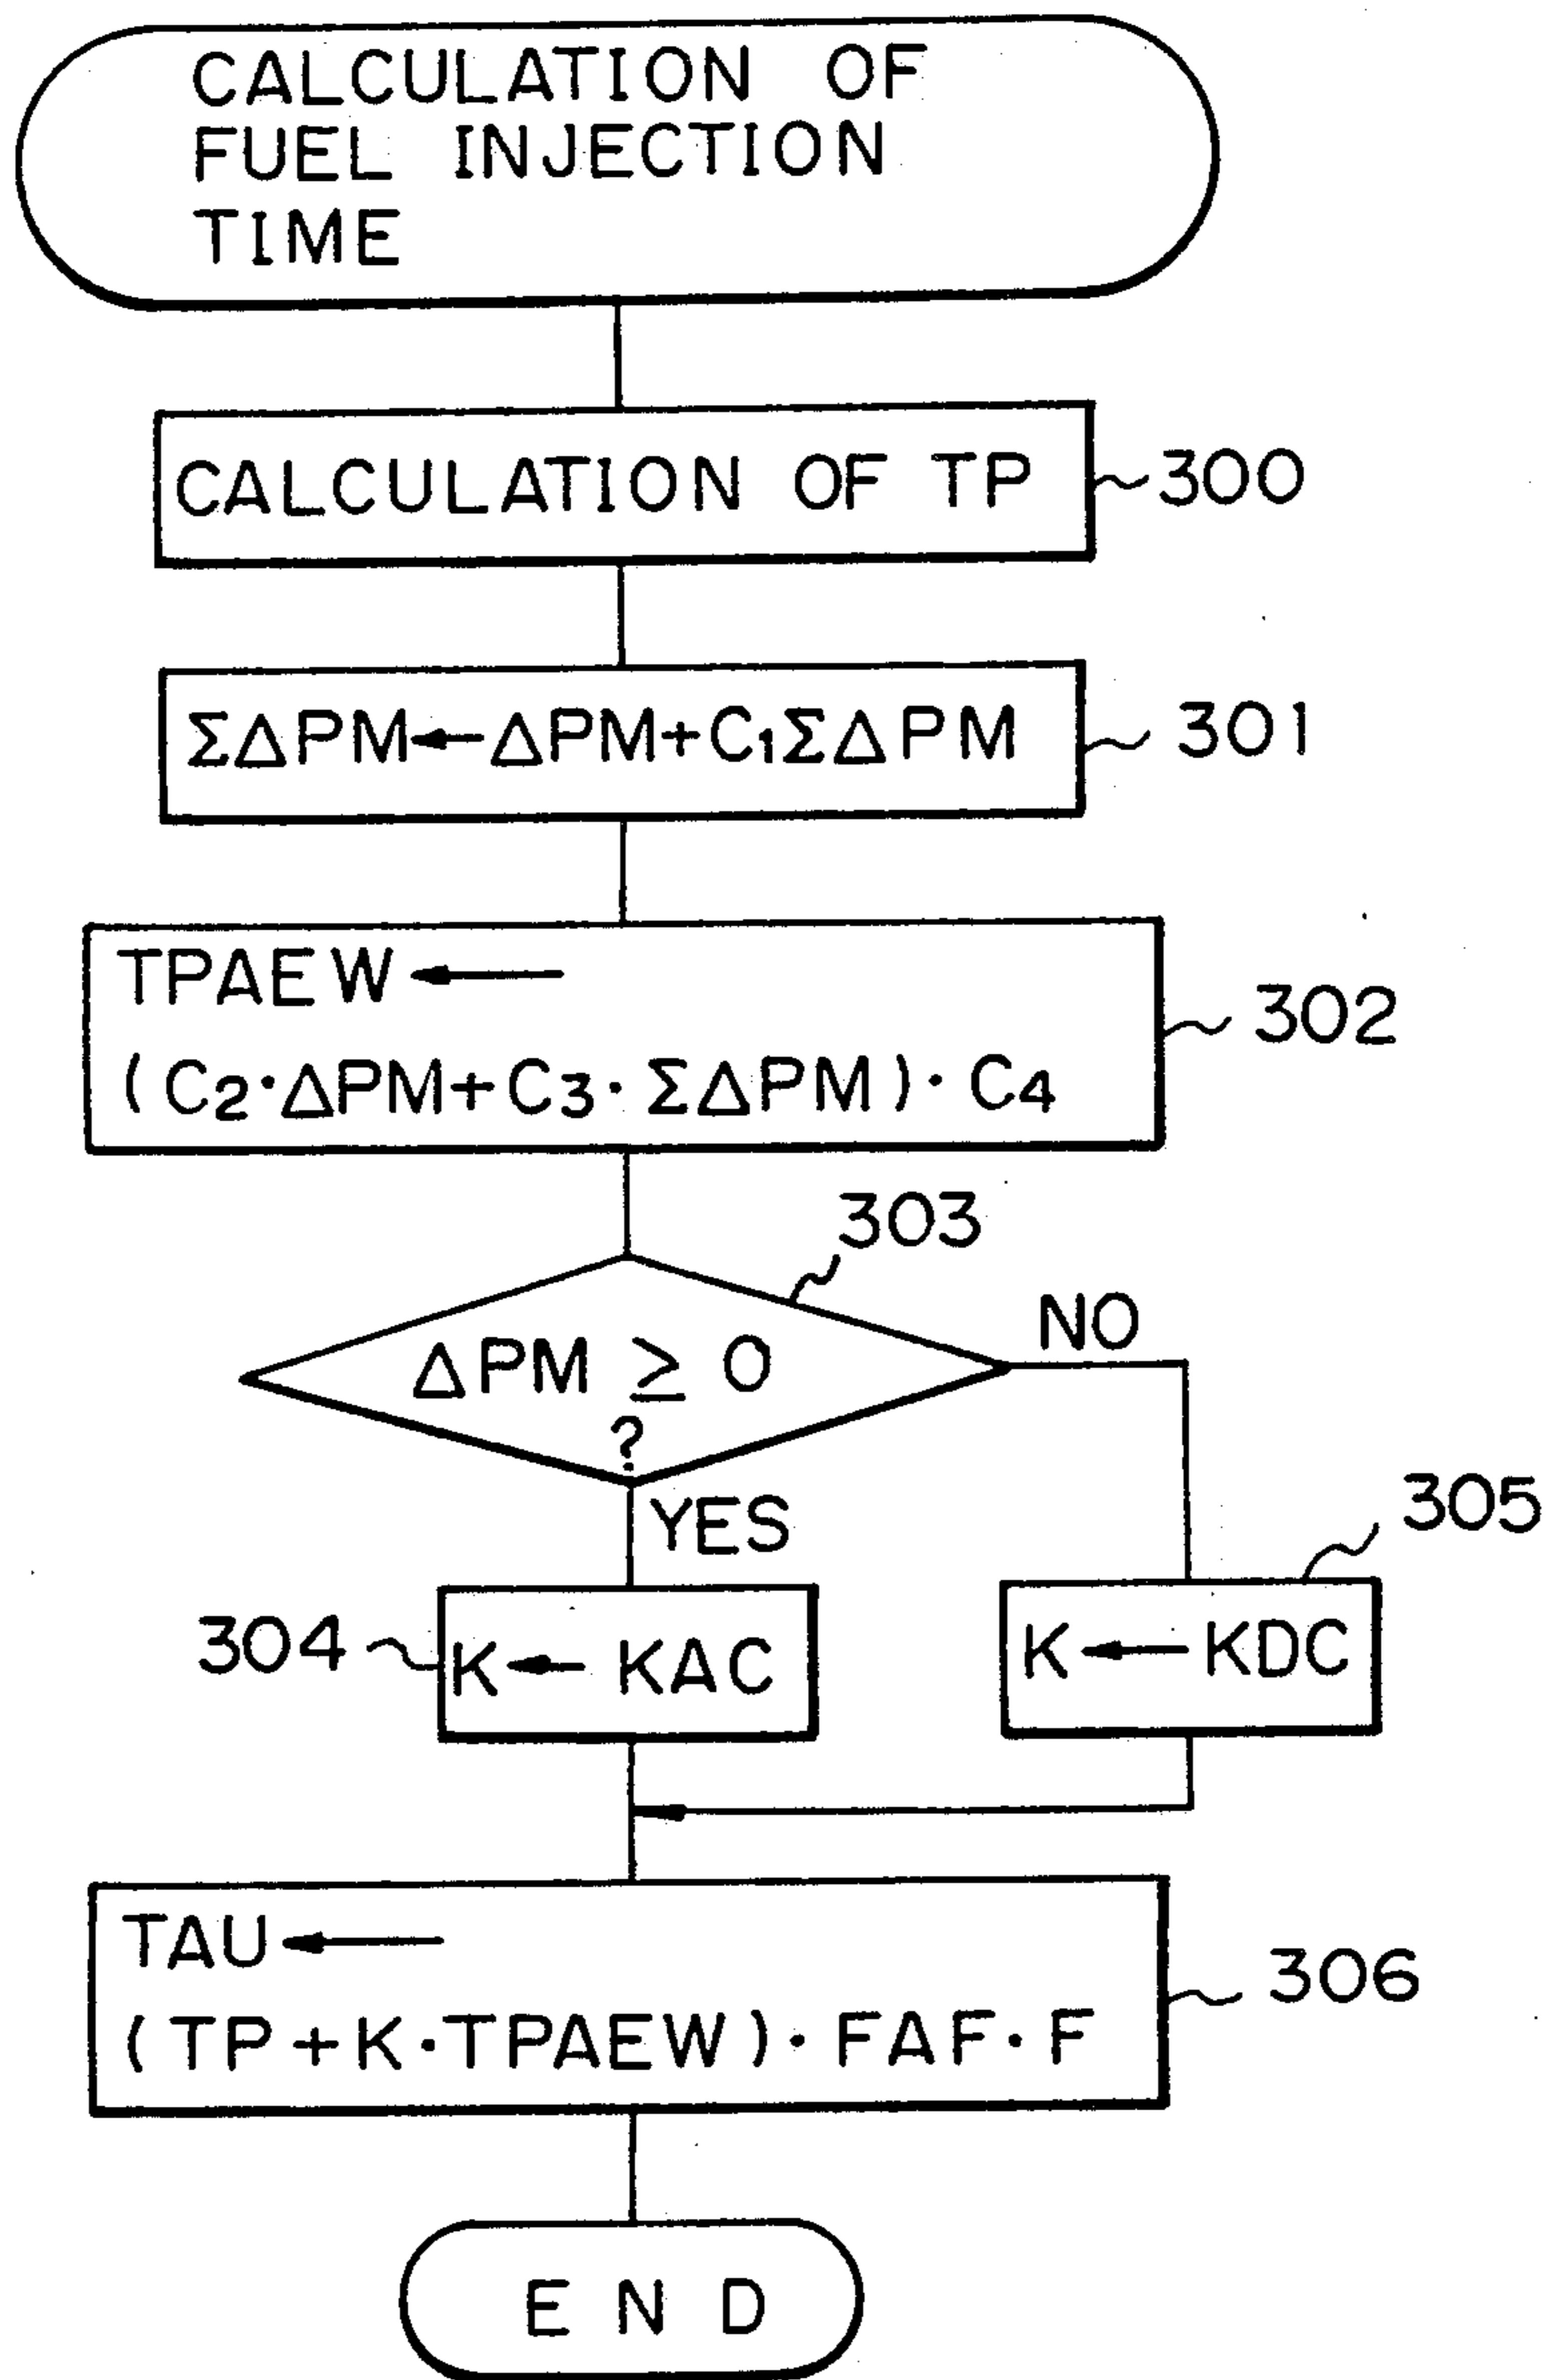 CALCULATION OF
FUEL INJECTION
TIME
CALCULATION OF TP
300
ΣΔPM←ΔPM+C₁ΣΔPM
301
TPAEW←
(C₂·ΔPM+C₃·ΣΔPM)·C₄
302
303
ΔPM ≥ 0
?
NO
YES
305
304
K← KAC
K← KDC
TAU←
(TP+K·TPAEW)·FAF·F
306
END